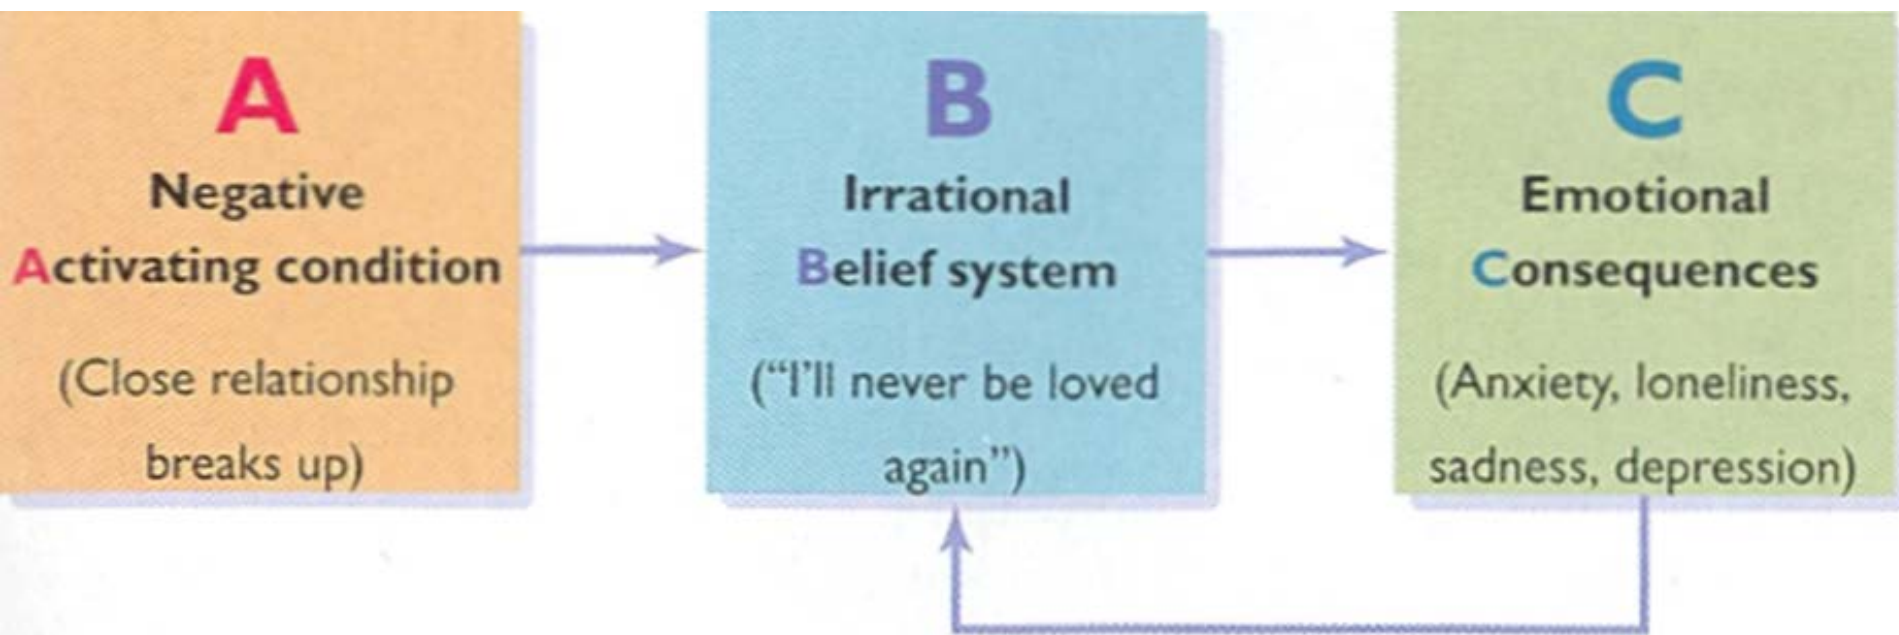 A
Negative
Activating condition
(Close relationship
breaks up)
B
Irrational
Belief system
(“I’ll never be loved
again”)
C
Emotional
Consequences
(Anxiety, loneliness,
sadness, depression)